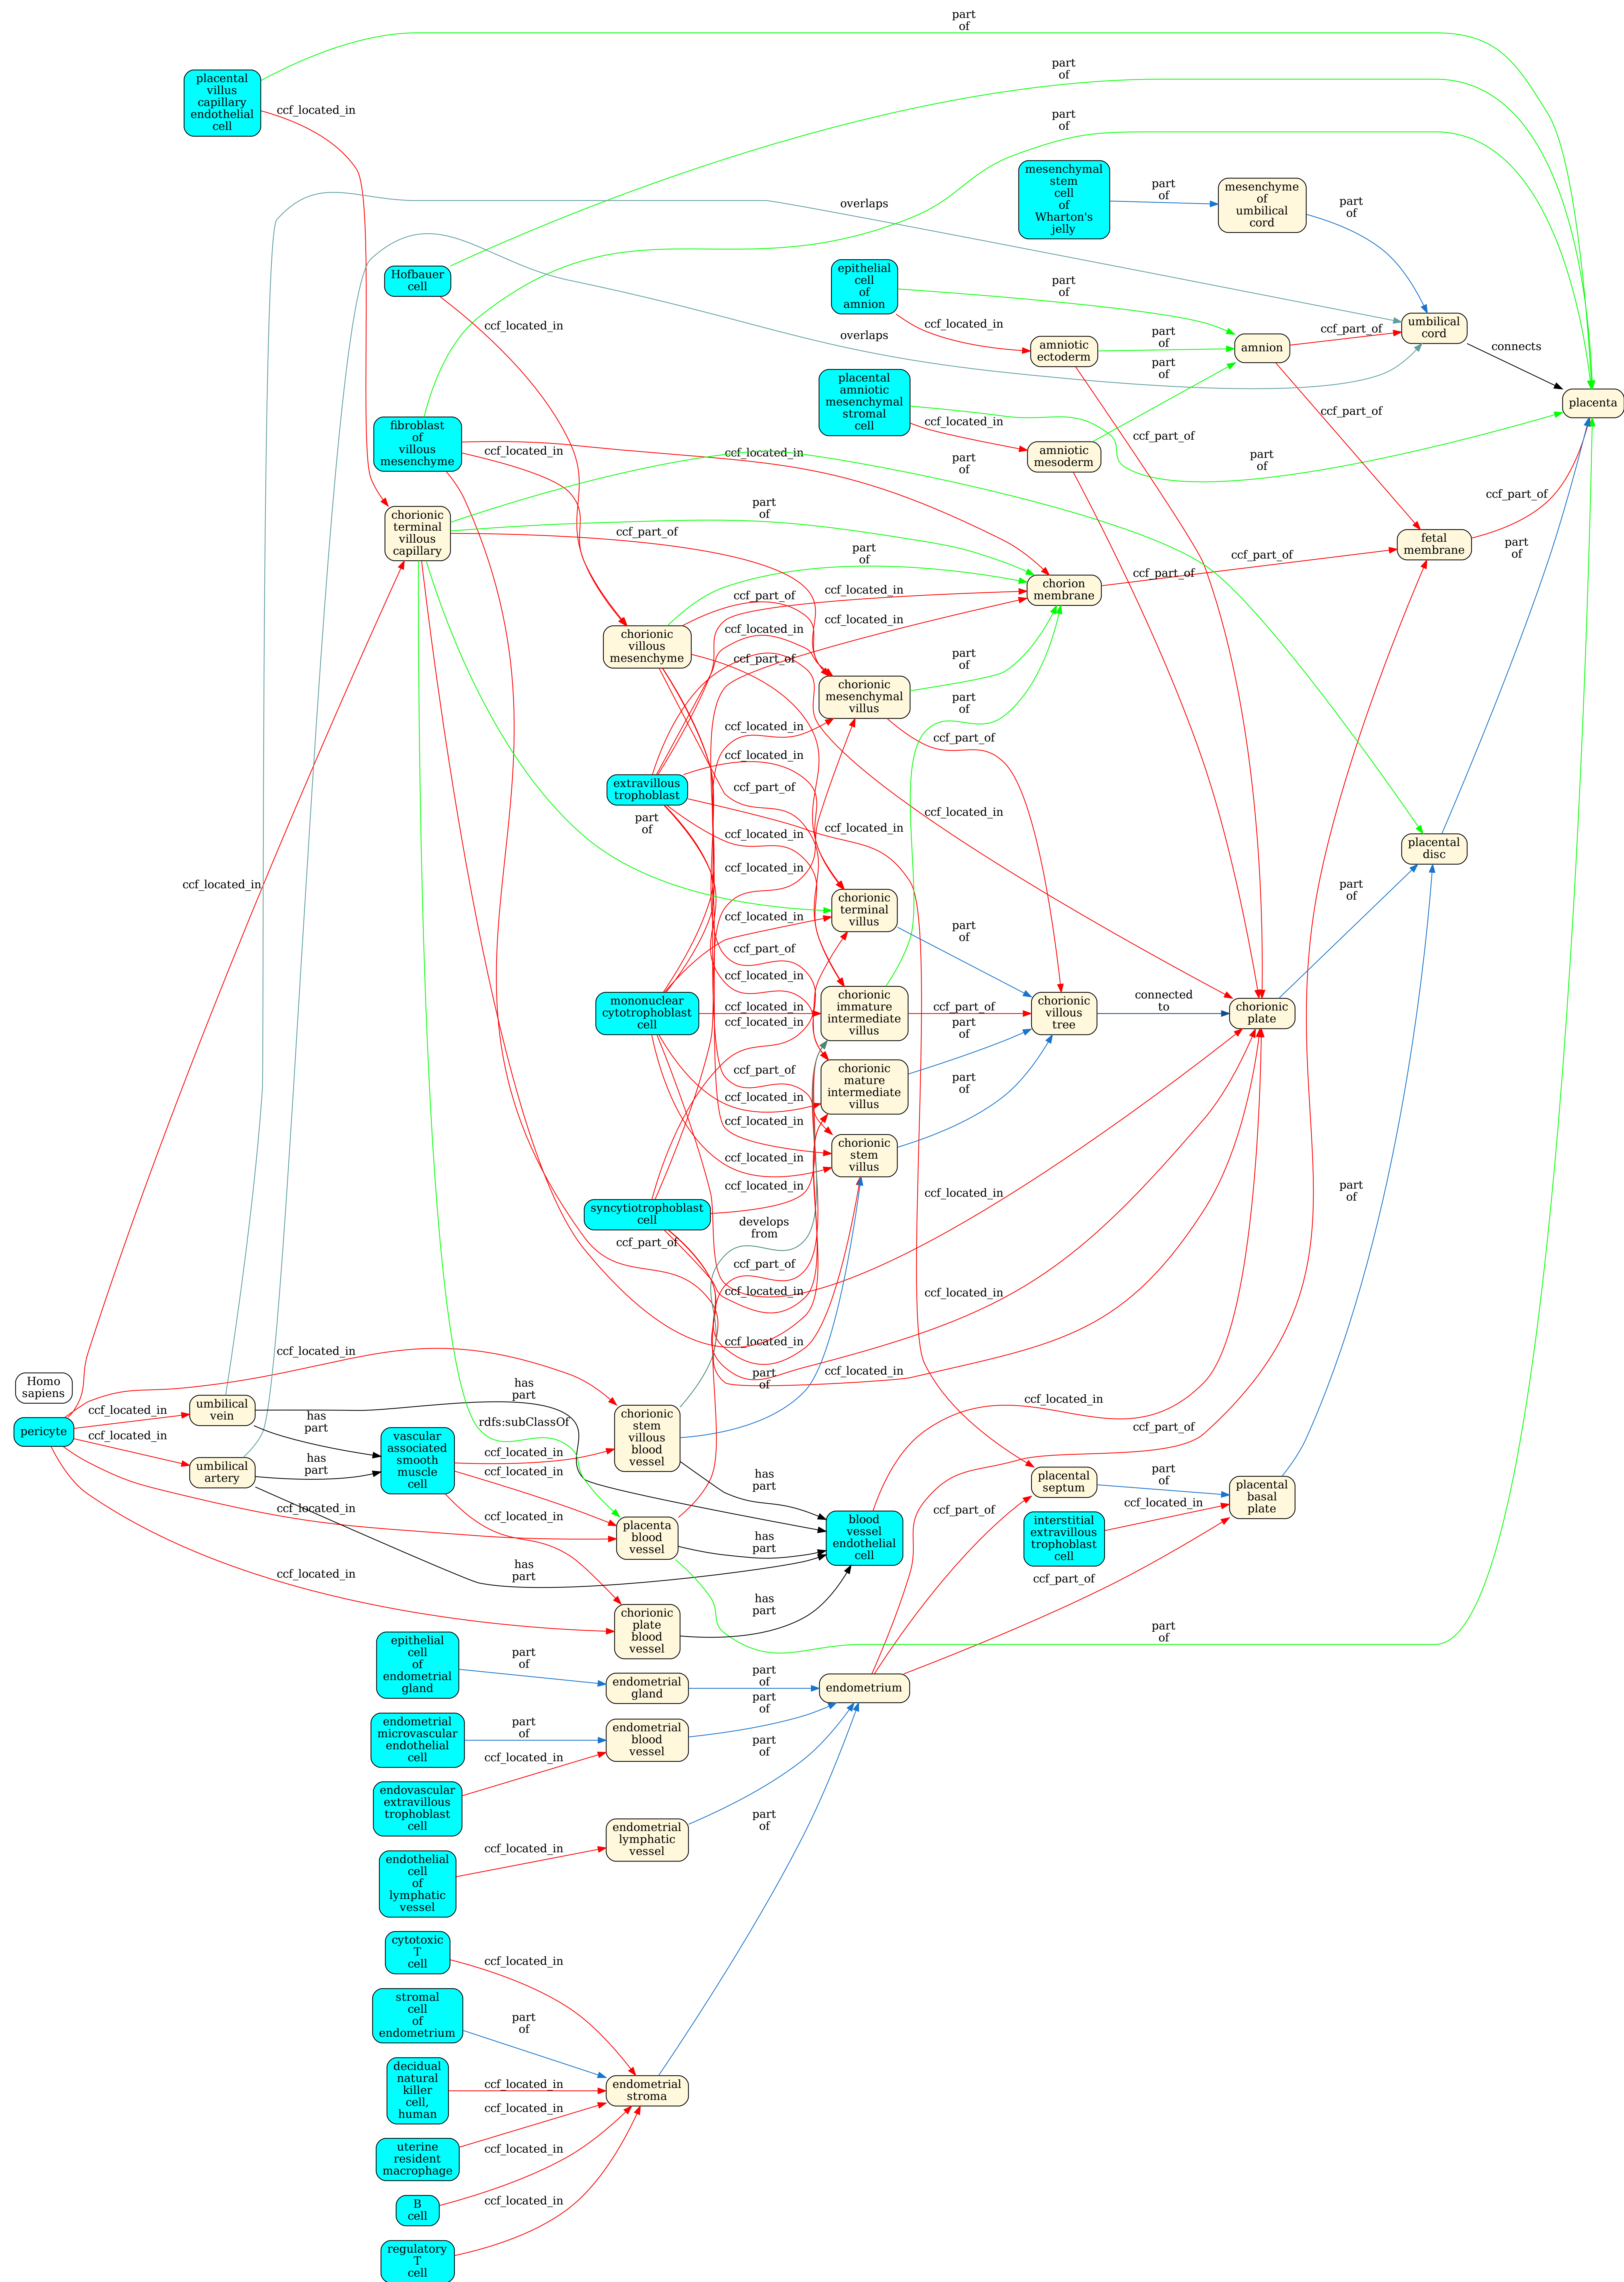 part
of
placental
villus
capillary
endothelial
cell
ccf_located_in
part
of
part
of
mesenchymal
stem
cell
of
Wharton's
jelly
part
of
mesenchyme
of
umbilical
cord
part
of
overlaps
Hofbauer
cell
epithelial
cell
of
amnion
part
of
ccf_located_in
ccf_located_in
overlaps
amniotic
ectoderm
part
of
part
of
amnion
ccf_part_of
umbilical
cord
connects
placenta
placental
amniotic
mesenchymal
stromal
cell
ccf_located_in
amniotic
mesoderm
ccf_part_of
ccf_part_of
part
of
fibroblast
of
villous
mesenchyme
ccf_located_in
ccf_located_in
part
of
chorionic
terminal
villous
capillary
part
of
ccf_part_of
part
of
ccf_part_of
fetal
membrane
part
of
ccf_part_of
ccf_part_of
chorion
membrane
ccf_located_in
ccf_part_of
ccf_located_in
chorionic
villous
mesenchyme
ccf_located_in
ccf_part_of
part
of
chorionic
mesenchymal
villus
part
of
ccf_located_in
ccf_part_of
ccf_located_in
extravillous
trophoblast
ccf_part_of
part
of
ccf_located_in
ccf_located_in
ccf_located_in
placental
disc
ccf_located_in
ccf_located_in
chorionic
terminal
villus
part
of
part
of
ccf_located_in
ccf_located_in
ccf_part_of
ccf_located_in
mononuclear
cytotrophoblast
cell
ccf_located_in
ccf_located_in
chorionic
immature
intermediate
villus
ccf_part_of
part
of
chorionic
villous
tree
connected
to
chorionic
plate
ccf_part_of
chorionic
mature
intermediate
villus
part
of
ccf_located_in
ccf_located_in
chorionic
stem
villus
ccf_located_in
ccf_located_in
ccf_located_in
part
of
syncytiotrophoblast
cell
ccf_part_of
develops
from
ccf_part_of
ccf_located_in
ccf_located_in
ccf_located_in
ccf_located_in
part
of
ccf_located_in
Homo
sapiens
pericyte
ccf_located_in
ccf_located_in
umbilical
vein
has
part
has
part
rdfs:subClassOf
chorionic
stem
villous
blood
vessel
ccf_located_in
umbilical
artery
has
part
vascular
associated
smooth
muscle
cell
ccf_located_in
ccf_located_in
has
part
ccf_located_in
ccf_part_of
ccf_located_in
ccf_located_in
placenta
blood
vessel
has
part
blood
vessel
endothelial
cell
ccf_part_of
placental
septum
part
of
placental
basal
plate
ccf_located_in
interstitial
extravillous
trophoblast
cell
ccf_located_in
has
part
chorionic
plate
blood
vessel
has
part
ccf_part_of
part
of
epithelial
cell
of
endometrial
gland
part
of
endometrial
gland
part
of
endometrium
endometrial
microvascular
endothelial
cell
part
of
endometrial
blood
vessel
part
of
ccf_located_in
part
of
endovascular
extravillous
trophoblast
cell
endometrial
lymphatic
vessel
part
of
ccf_located_in
endothelial
cell
of
lymphatic
vessel
cytotoxic
T
cell
ccf_located_in
stromal
cell
of
endometrium
part
of
decidual
natural
killer
cell,
human
ccf_located_in
endometrial
stroma
ccf_located_in
uterine
resident
macrophage
ccf_located_in
B
cell
ccf_located_in
regulatory
T
cell